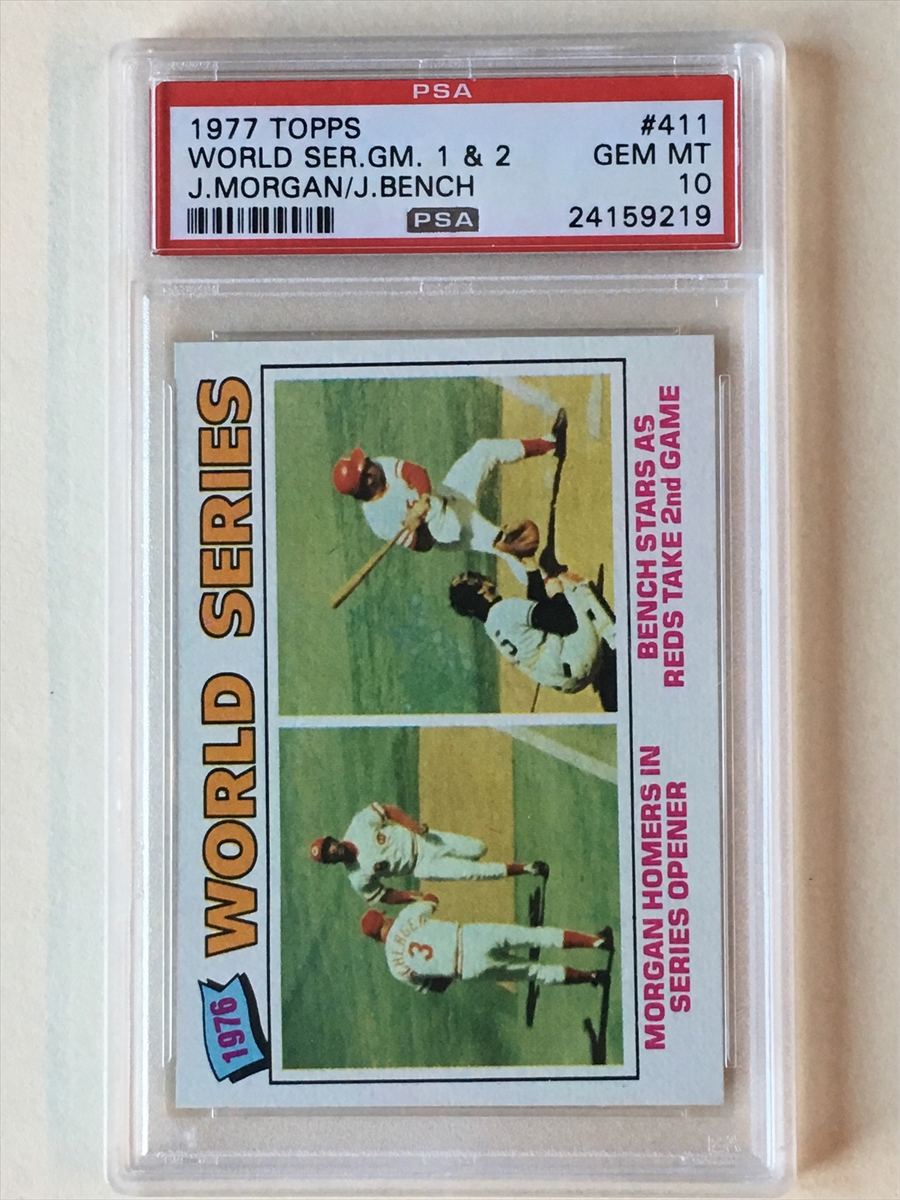 PSA
1977 TOPPS #411
WORLD SER.GM. 1 & 2 GEM MT
J.MORGAN/J.BENCH 10
PSA 24159219
1976 WORLD SERIES
MORGAN HOMERS IN
SERIES OPENER
BENCH STARS AS
REDS TAKE 2nd GAME
3